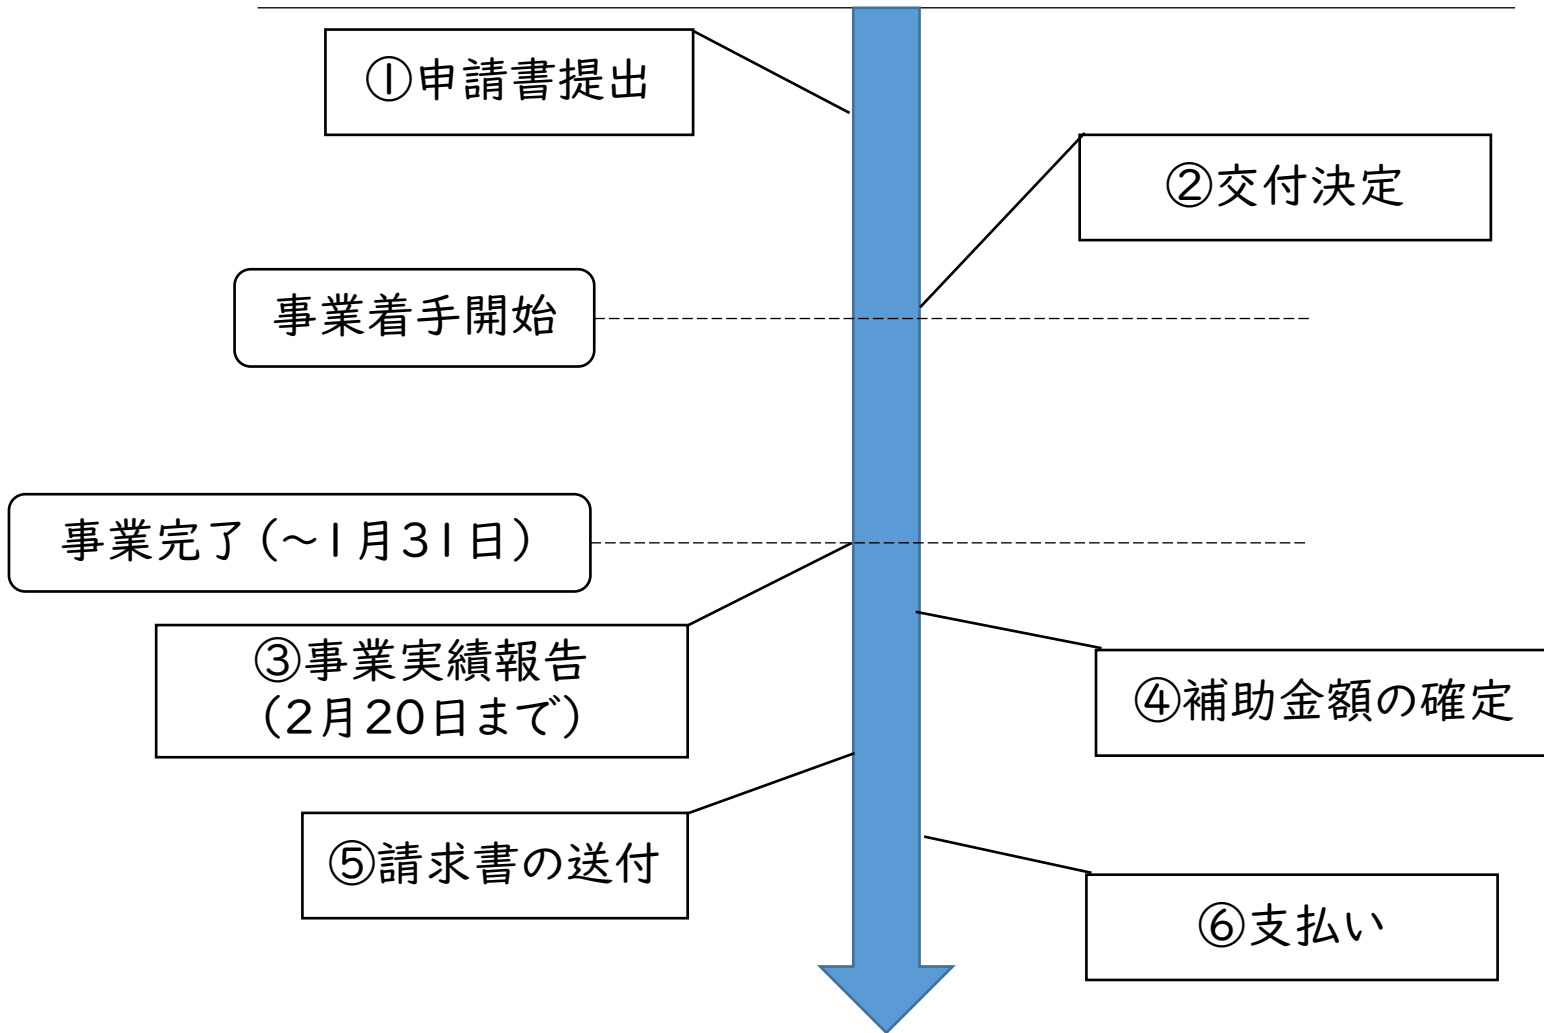 ①申請書提出
②交付決定
事業着手開始
事業完了(～1月31日)
③事業実績報告
(2月20日まで)
④補助金額の確定
⑤請求書の送付
⑥支払い